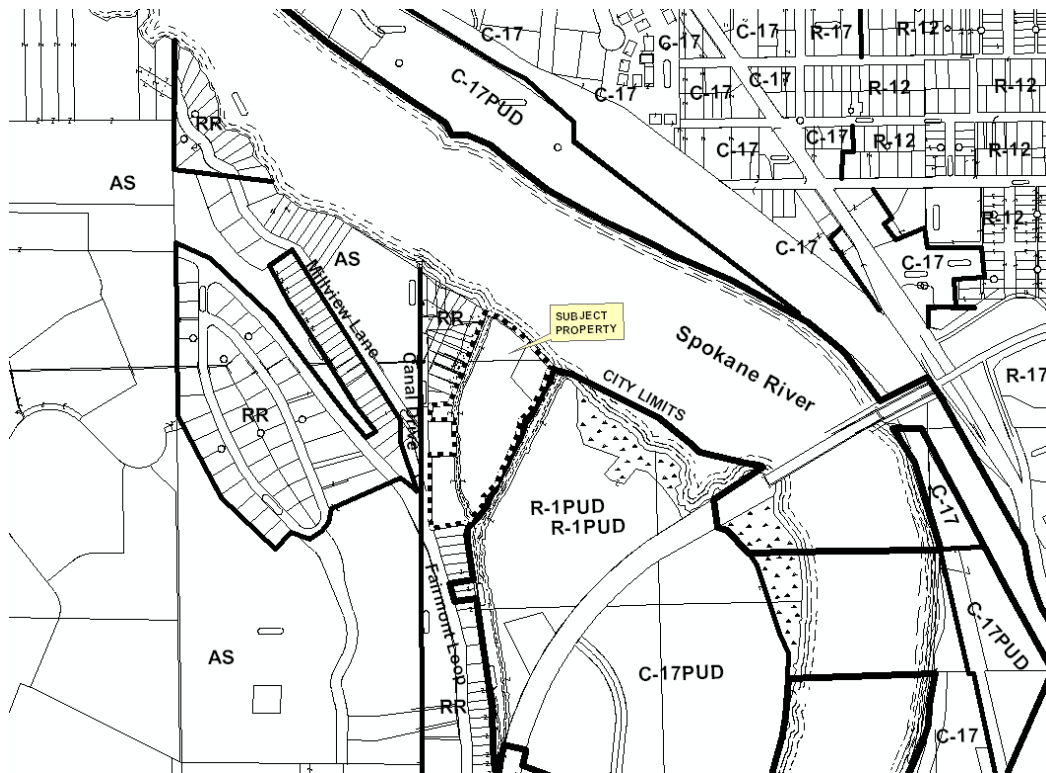 C-17
C-17
R-17
R-12
C-17
C-17PUD
C-17
C-17
R-12
R-12
C-17
RR
C-17
C-17
R-12
R-12
AS
R-12
C-17
C-17
AS
Millview Lane
RR
SUBJECT
PROPERTY
Spokane River
Canal Drive
CITY LIMITS
R-17
RR
R-1PUD
R-1PUD
C-17
Fairmont Loop
C-17PUD
AS
C-17PUD
RR
C-17